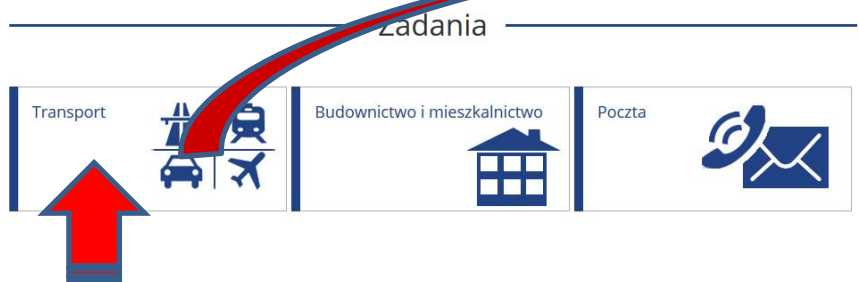 Zadania
Transport
Budownictwo i mieszkalnictwo
Poczta